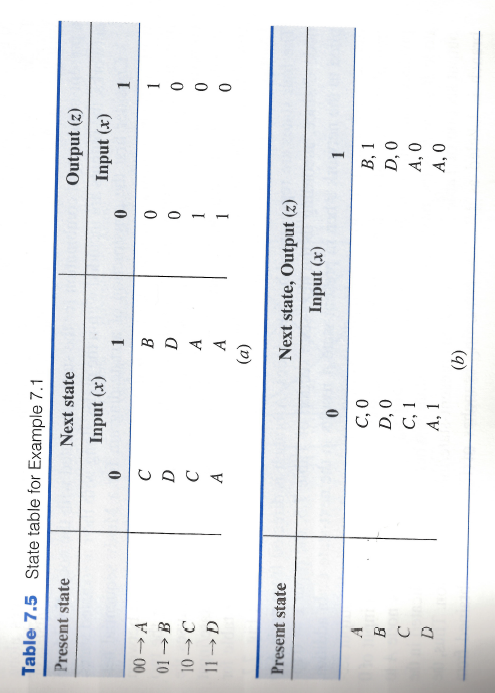 Table 7.5 State table for Example 7.1
Present state Next state Output (z)
Input (x) Input (x)
0 1 0 1
00 → A C B 0 1
01 → B D D 0 0
10 → C C A 1 0
11 → D A A 1 0
(a)
Present state Next state, Output (z)
Input (x)
0 1
A C, 0 B, 1
B D, 0 D, 0
C C, 1 A, 0
D A, 1 A, 0
(b)